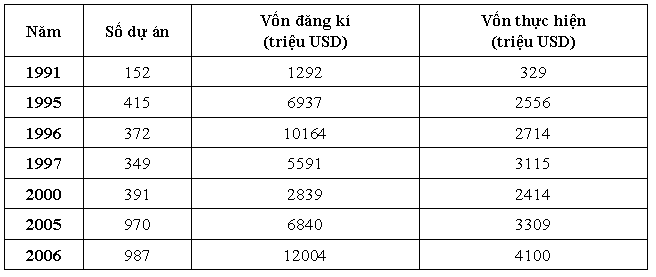 Năm Số dự án Vốn đăng kí (triệu USD) Vốn thực hiện (triệu USD)
1991 152 1292 329
1995 415 6937 2556
1996 372 10164 2714
1997 349 5591 3115
2000 391 2839 2414
2005 970 6840 3309
2006 987 12004 4100